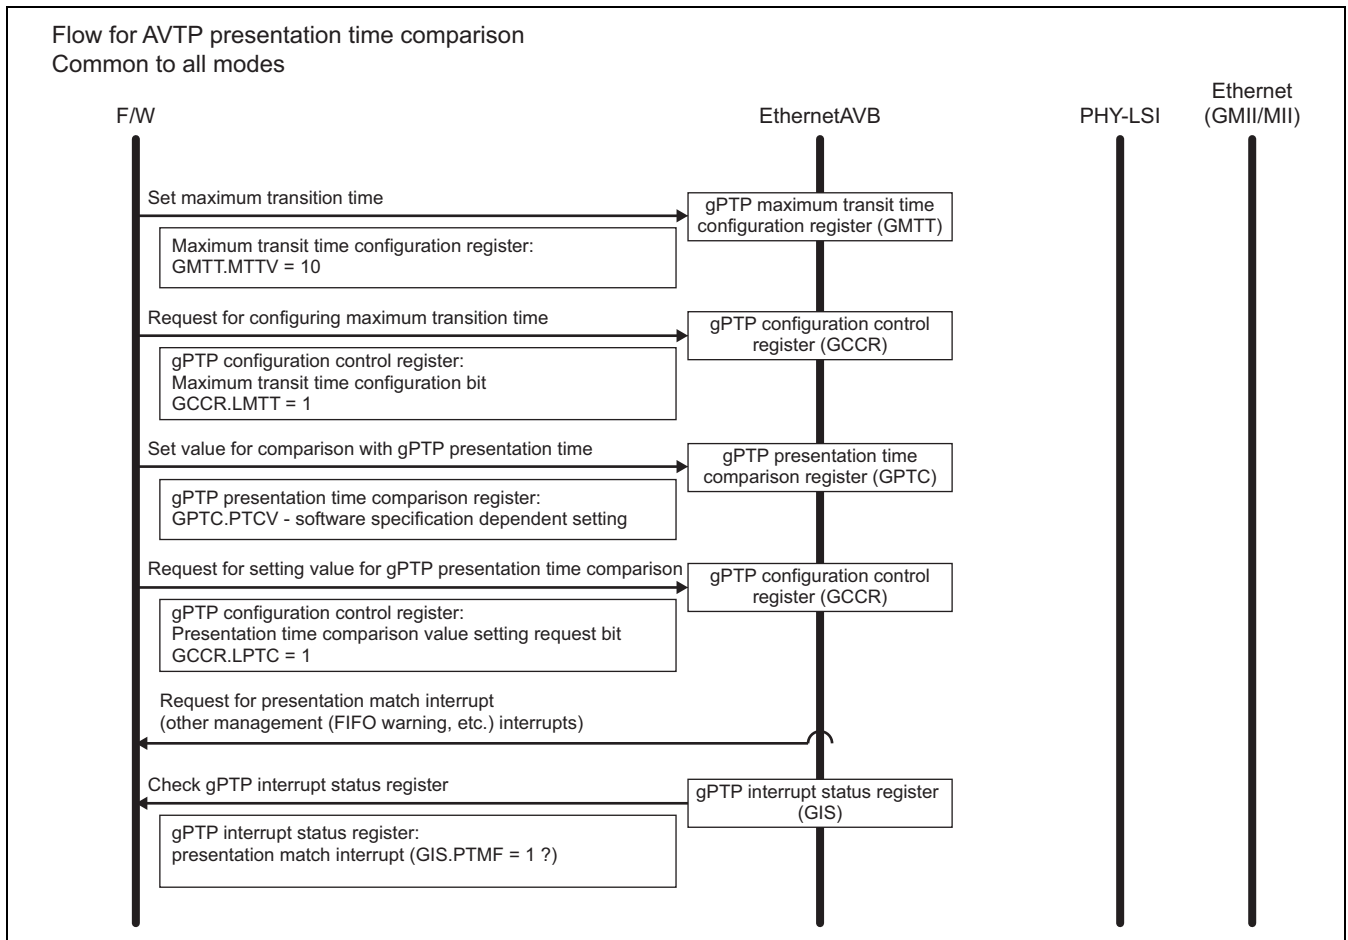 Flow for AVTP presentation time comparison
Common to all modes
F/W
EthernetAVB
PHY-LSI
Ethernet
(GMII/MII)
Set maximum transition time
gPTP maximum transit time
configuration register (GMTT)
Maximum transit time configuration register:
GMTT.MTTV = 10
Request for configuring maximum transition time
gPTP configuration control
register (GCCR)
gPTP configuration control register:
Maximum transit time configuration bit
GCCR.LMTT = 1
Set value for comparison with gPTP presentation time
gPTP presentation time
comparison register (GPTC)
gPTP presentation time comparison register:
GPTC.PTCV - software specification dependent setting
Request for setting value for gPTP presentation time comparison
gPTP configuration control
register (GCCR)
gPTP configuration control register:
Presentation time comparison value setting request bit
GCCR.LPTC = 1
Request for presentation match interrupt
(other management (FIFO warning, etc.) interrupts)
Check gPTP interrupt status register
gPTP interrupt status register
(GIS)
gPTP interrupt status register:
presentation match interrupt (GIS.PTMF = 1 ?)